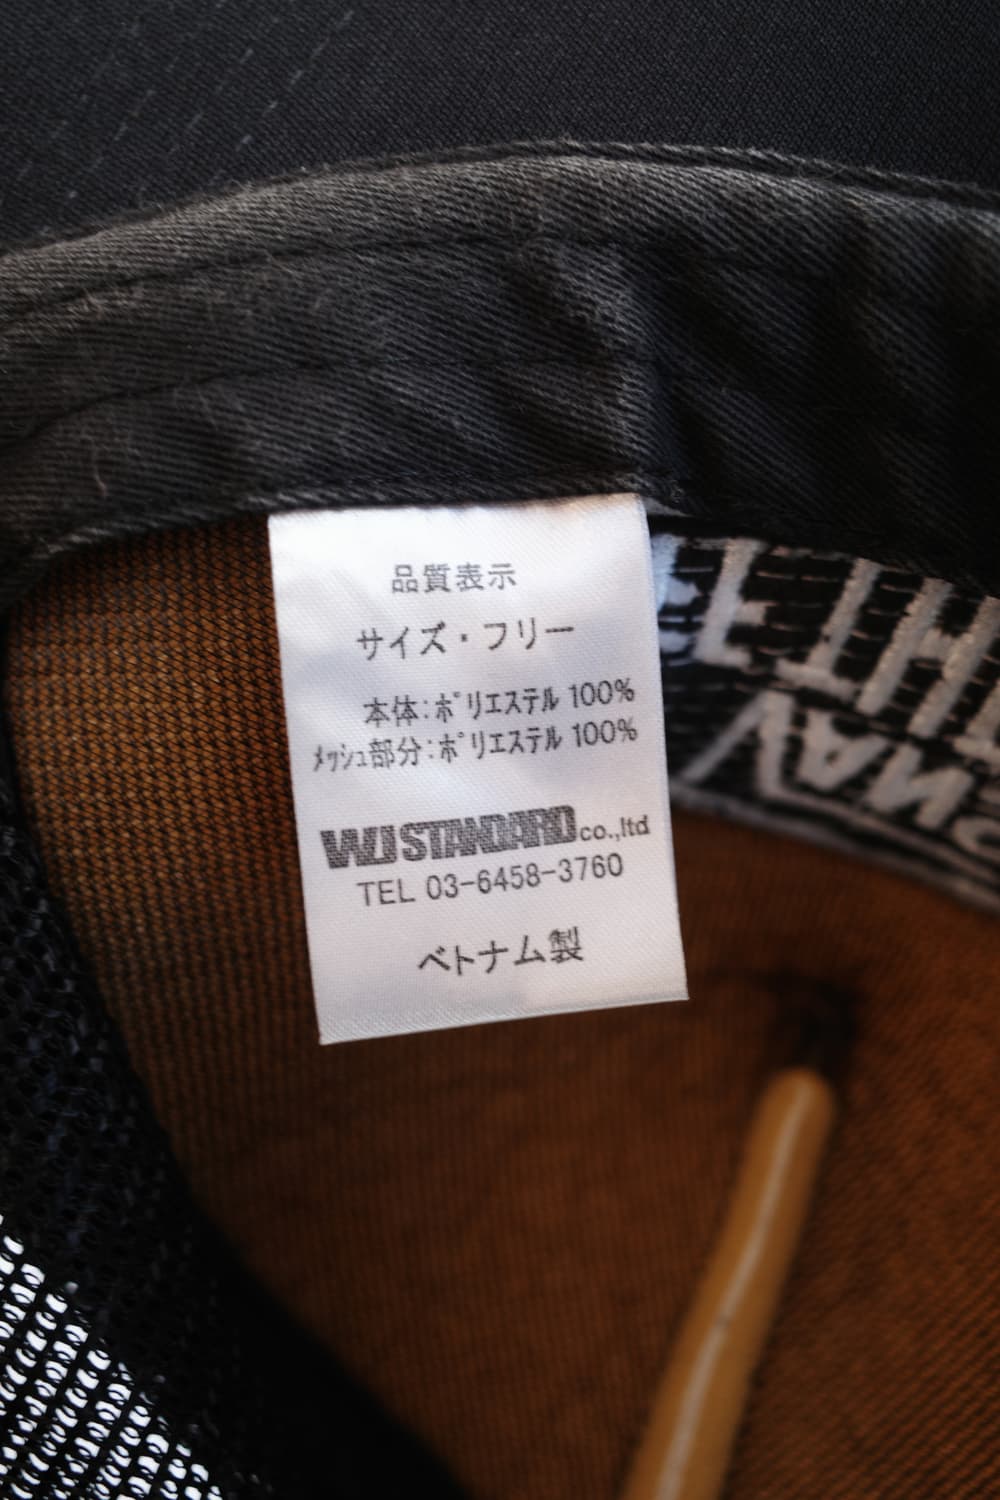 品質表示
サイズ・フリー
本体:ポリエステル 100%
メッシュ部分:ポリエステル 100%
WDSTANDARD co.,ltd
TEL 03-6458-3760
ベトナム製